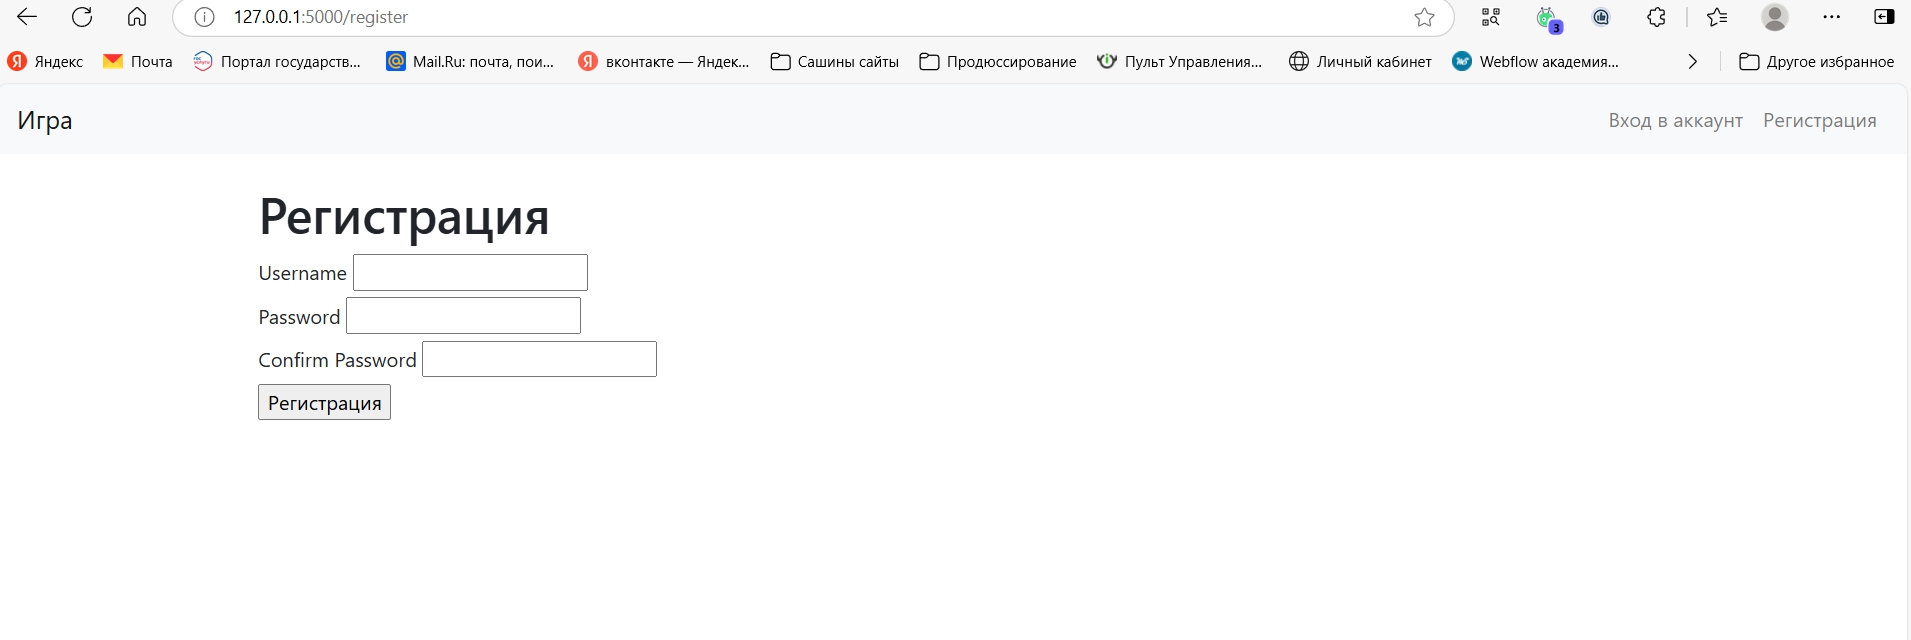 127.0.0.1:5000/register
3
Яндекс Почта Портал государств... Mail.Ru: почта, пои... вконтакте — Яндек... Сашины сайты Продюссирование Пульт Управления... Личный кабинет Webflow академия... Другое избранное
Игра Вход в аккаунт Регистрация
Регистрация
Username
Password
Confirm Password
Регистрация